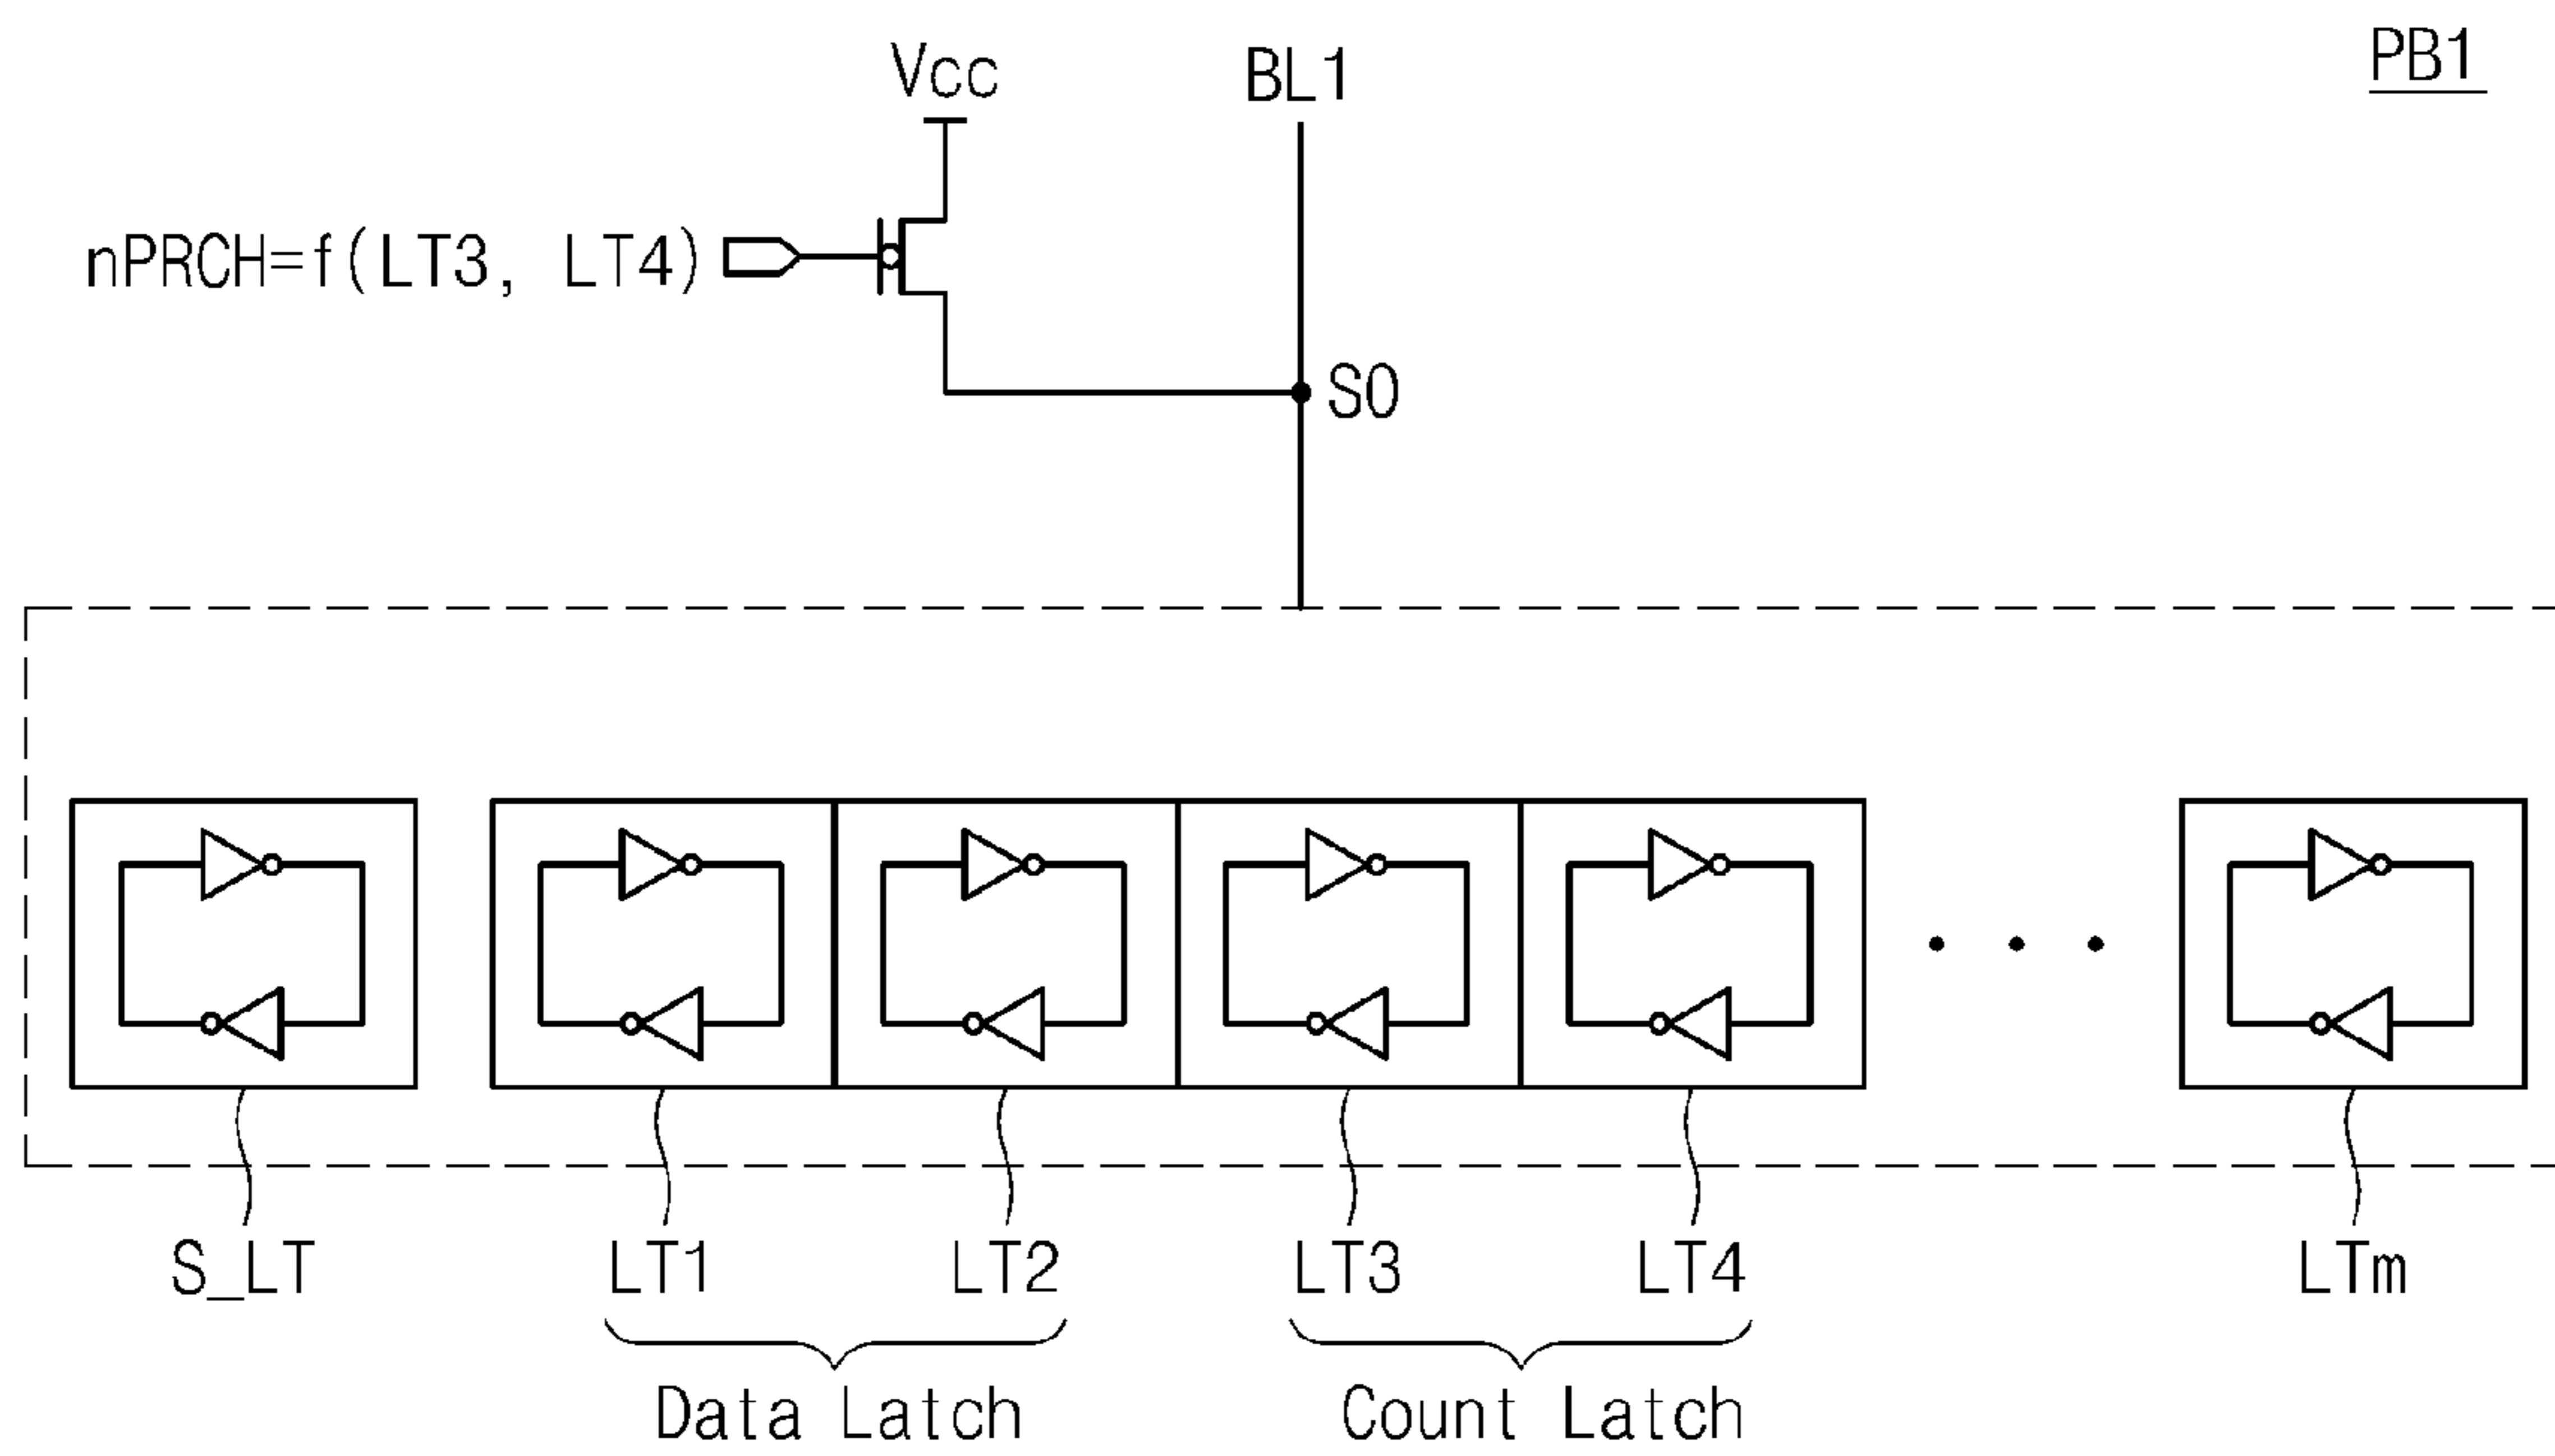 PB1
Vcc
BL1
nPRCH=f(LT3, LT4)
SO
S_LT
LT1
LT2
LT3
LT4
LTm
Data Latch
Count Latch